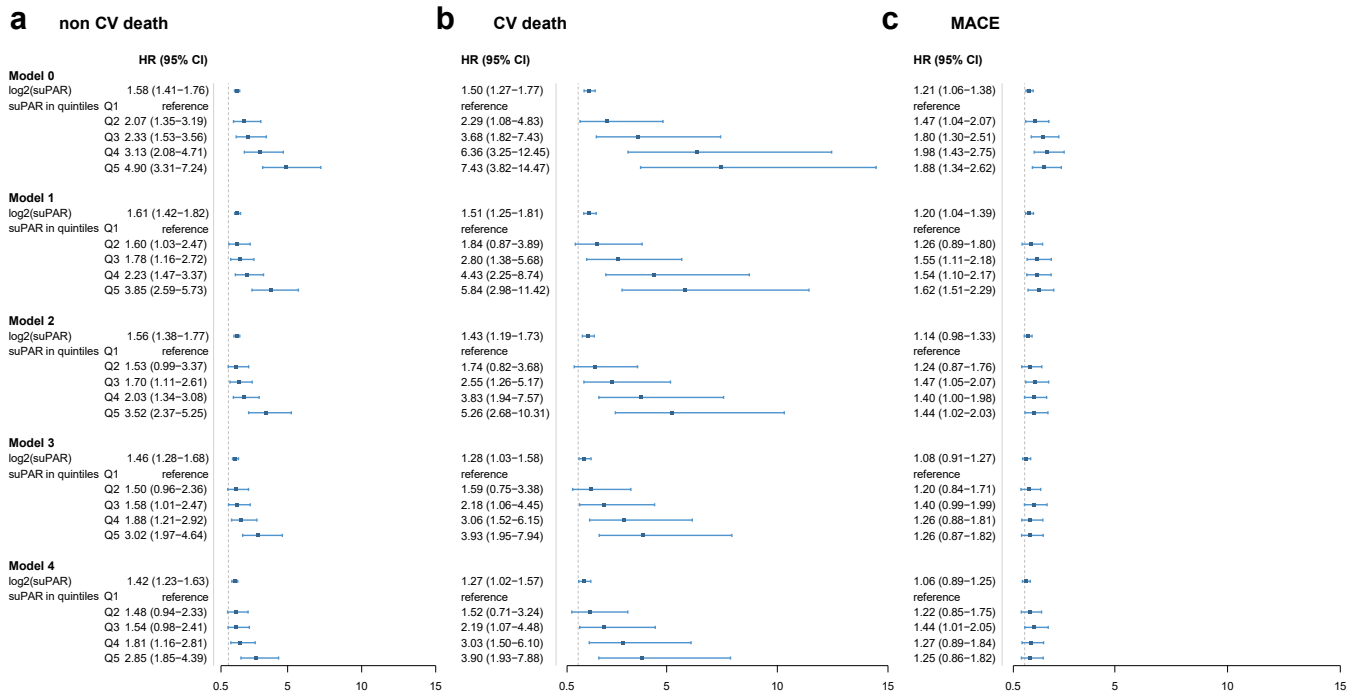 a non CV death b CV death c MACE
HR (95% CI) HR (95% CI) HR (95% CI)
Model 0
log2(suPAR) 1.58 (1.41−1.76) 1.50 (1.27−1.77) 1.21 (1.06−1.38)
suPAR in quintiles Q1 reference reference reference
Q2 2.07 (1.35−3.19) 2.29 (1.08−4.83) 1.47 (1.04−2.07)
Q3 2.33 (1.53−3.56) 3.68 (1.82−7.43) 1.80 (1.30−2.51)
Q4 3.13 (2.08−4.71) 6.36 (3.25−12.45) 1.98 (1.43−2.75)
Q5 4.90 (3.31−7.24) 7.43 (3.82−14.47) 1.88 (1.34−2.62)
Model 1
log2(suPAR) 1.61 (1.42−1.82) 1.51 (1.25−1.81) 1.20 (1.04−1.39)
suPAR in quintiles Q1 reference reference reference
Q2 1.60 (1.03−2.47) 1.84 (0.87−3.89) 1.26 (0.89−1.80)
Q3 1.78 (1.16−2.72) 2.80 (1.38−5.68) 1.55 (1.11−2.18)
Q4 2.23 (1.47−3.37) 4.43 (2.25−8.74) 1.54 (1.10−2.17)
Q5 3.85 (2.59−5.73) 5.84 (2.98−11.42) 1.62 (1.51−2.29)
Model 2
log2(suPAR) 1.56 (1.38−1.77) 1.43 (1.19−1.73) 1.14 (0.98−1.33)
suPAR in quintiles Q1 reference reference reference
Q2 1.53 (0.99−3.37) 1.74 (0.82−3.68) 1.24 (0.87−1.76)
Q3 1.70 (1.11−2.61) 2.55 (1.26−5.17) 1.47 (1.05−2.07)
Q4 2.03 (1.34−3.08) 3.83 (1.94−7.57) 1.40 (1.00−1.98)
Q5 3.52 (2.37−5.25) 5.26 (2.68−10.31) 1.44 (1.02−2.03)
Model 3
log2(suPAR) 1.46 (1.28−1.68) 1.28 (1.03−1.58) 1.08 (0.91−1.27)
suPAR in quintiles Q1 reference reference reference
Q2 1.50 (0.96−2.36) 1.59 (0.75−3.38) 1.20 (0.84−1.71)
Q3 1.58 (1.01−2.47) 2.18 (1.06−4.45) 1.40 (0.99−1.99)
Q4 1.88 (1.21−2.92) 3.06 (1.52−6.15) 1.26 (0.88−1.81)
Q5 3.02 (1.97−4.64) 3.93 (1.95−7.94) 1.26 (0.87−1.82)
Model 4
log2(suPAR) 1.42 (1.23−1.63) 1.27 (1.02−1.57) 1.06 (0.89−1.25)
suPAR in quintiles Q1 reference reference reference
Q2 1.48 (0.94−2.33) 1.52 (0.71−3.24) 1.22 (0.85−1.75)
Q3 1.54 (0.98−2.41) 2.19 (1.07−4.48) 1.44 (1.01−2.05)
Q4 1.81 (1.16−2.81) 3.03 (1.50−6.10) 1.27 (0.89−1.84)
Q5 2.85 (1.85−4.39) 3.90 (1.93−7.88) 1.25 (0.86−1.82)
0.5 5 10 15 0.5 5 10 15 0.5 5 10 15